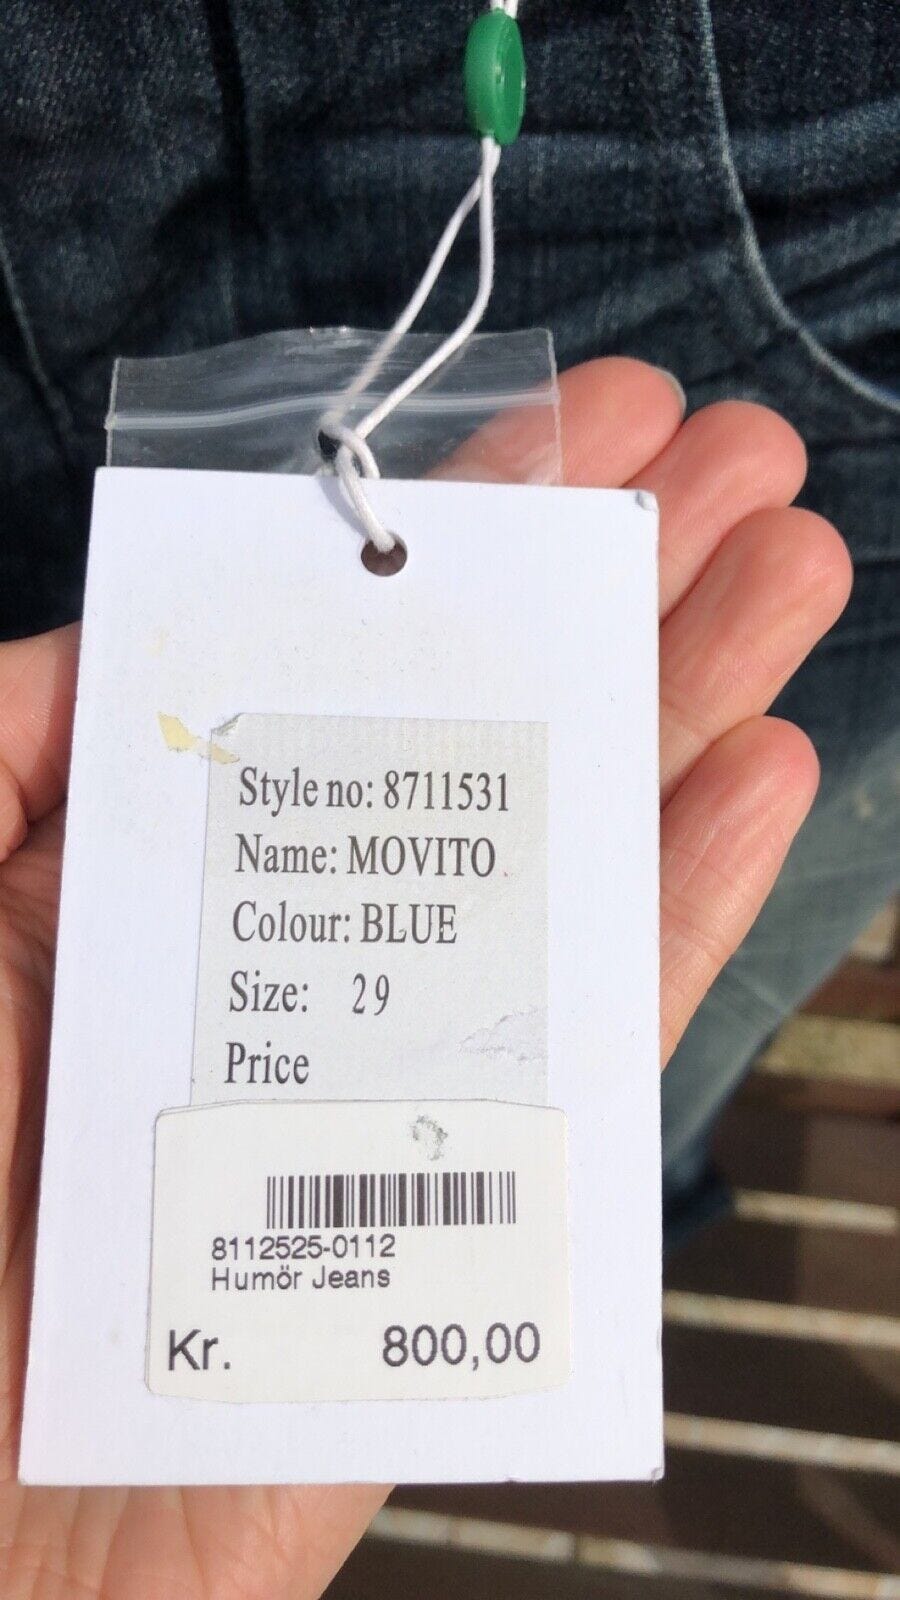 Style no: 8711531
Name: MOVITO
Colour: BLUE
Size: 29
Price
8112525-0112
Humör Jeans
Kr. 800,00